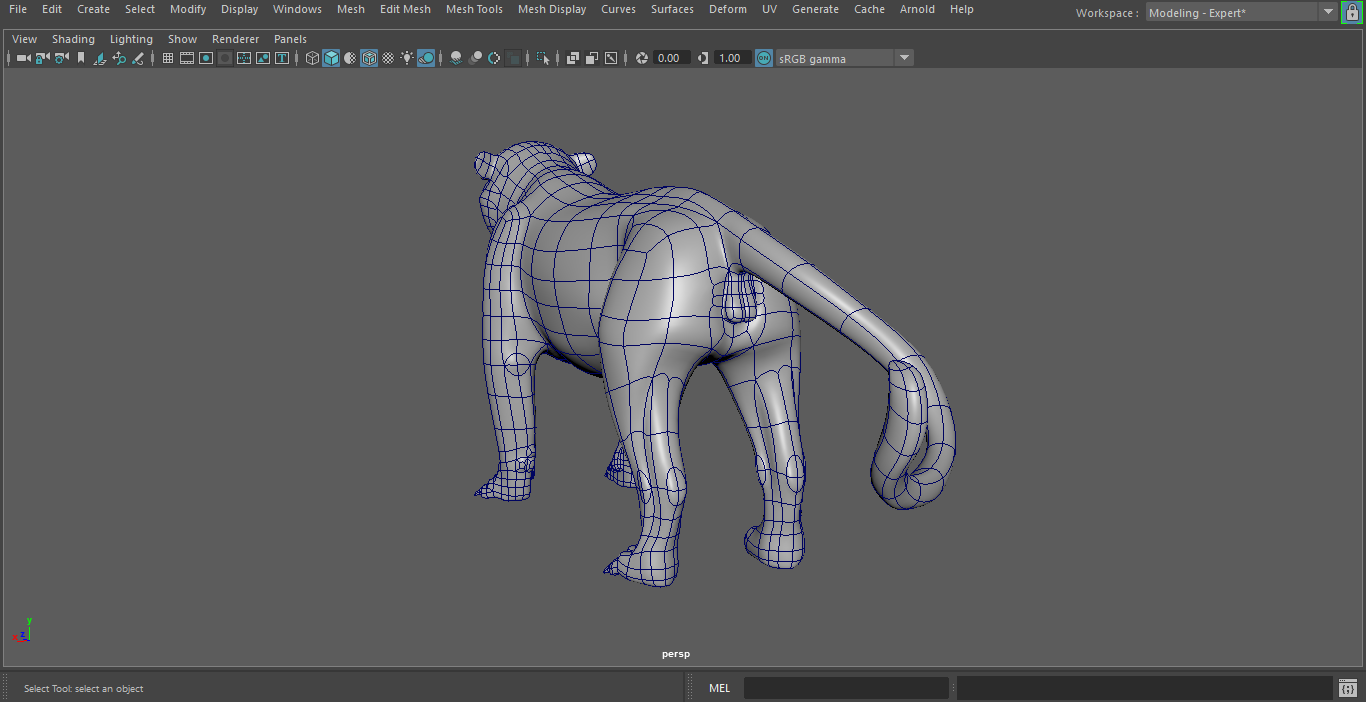 File Edit Create Select Modify Display Windows Mesh Edit Mesh Mesh Tools Mesh Display Curves Surfaces Deform UV Generate Cache Arnold Help Workspace : Modeling - Expert*
View Shading Lighting Show Renderer Panels
0.00 1.00 ON sRGB gamma
y
x z
persp
Select Tool: select an object MEL